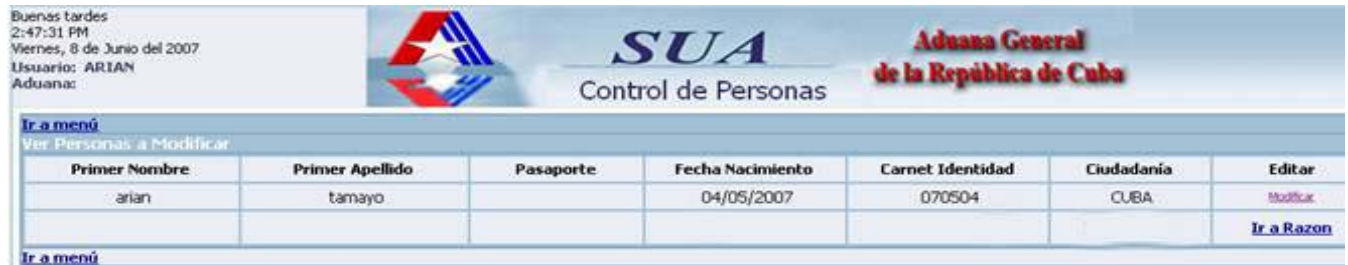 Buenas tardes
2:47:31 PM
Viernes, 8 de Junio del 2007
Usuario: ARIAN
Aduana:
SUA
Control de Personas
Aduana General
de la República de Cuba
Ir a menú
Ver Personas a Modificar
Primer Nombre Primer Apellido Pasaporte Fecha Nacimiento Carnet Identidad Ciudadanía Editar
arian tamayo 04/05/2007 070504 CUBA Modificar
Ir a Razon
Ir a menú